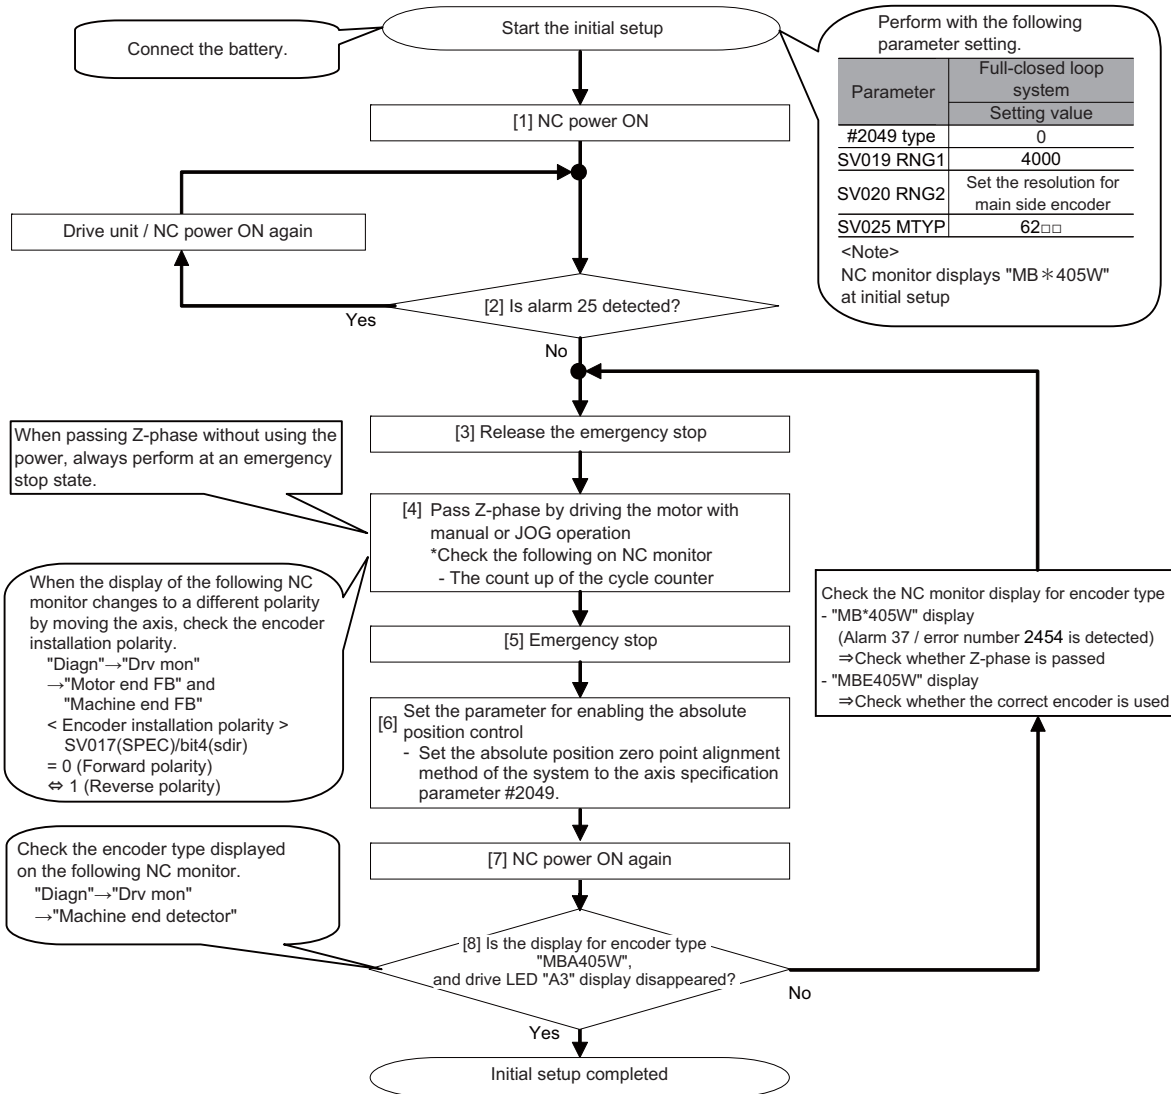 Connect the battery.
Start the initial setup
Perform with the following
parameter setting.
Parameter
Full-closed loop
system
Setting value
#2049 type
0
SV019 RNG1
4000
SV020 RNG2
Set the resolution for
main side encoder
SV025 MTYP
62□□
<Note>
NC monitor displays "MB＊405W"
at initial setup
[1] NC power ON
Drive unit / NC power ON again
[2] Is alarm 25 detected?
Yes
No
[3] Release the emergency stop
When passing Z-phase without using the
power, always perform at an emergency
stop state.
[4] Pass Z-phase by driving the motor with
manual or JOG operation
*Check the following on NC monitor
- The count up of the cycle counter
When the display of the following NC
monitor changes to a different polarity
by moving the axis, check the encoder
installation polarity.
"Diagn"→"Drv mon"
→"Motor end FB" and
"Machine end FB"
< Encoder installation polarity >
SV017(SPEC)/bit4(sdir)
= 0 (Forward polarity)
⇔ 1 (Reverse polarity)
Check the NC monitor display for encoder type
- "MB*405W" display
(Alarm 37 / error number 2454 is detected)
⇒Check whether Z-phase is passed
- "MBE405W" display
⇒Check whether the correct encoder is used
[5] Emergency stop
[6] Set the parameter for enabling the absolute
position control
- Set the absolute position zero point alignment
method of the system to the axis specification
parameter #2049.
[7] NC power ON again
Check the encoder type displayed
on the following NC monitor.
"Diagn"→"Drv mon"
→"Machine end detector"
[8] Is the display for encoder type
"MBA405W",
and drive LED "A3" display disappeared?
No
Yes
Initial setup completed